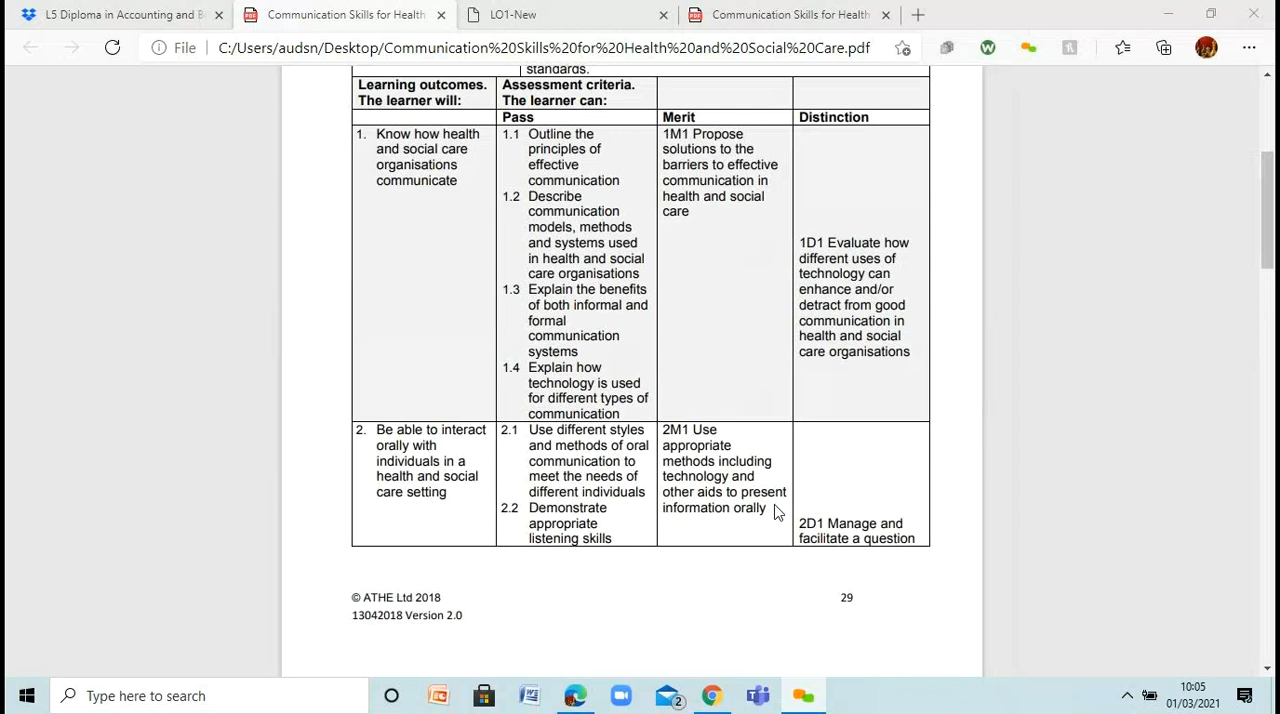 L5 Diploma in Accounting and B
Communication Skills for Health
LO1-New
Communication Skills for Health
File
C:/Users/audsn/Desktop/Communication%20Skills%20for%20Health%20and%20Social%20Care.pdf
standards.
Learning outcomes.
The learner will:
Assessment criteria.
The learner can:
Pass
Merit
Distinction
1. Know how health
and social care
organisations
communicate
1.1 Outline the
principles of
effective
communication
1.2 Describe
communication
models, methods
and systems used
in health and social
care organisations
1.3 Explain the benefits
of both informal and
formal
communication
systems
1.4 Explain how
technology is used
for different types of
communication
1M1 Propose
solutions to the
barriers to effective
communication in
health and social
care
1D1 Evaluate how
different uses of
technology can
enhance and/or
detract from good
communication in
health and social
care organisations
2. Be able to interact
orally with
individuals in a
health and social
care setting
2.1 Use different styles
and methods of oral
communication to
meet the needs of
different individuals
2.2 Demonstrate
appropriate
listening skills
2M1 Use
appropriate
methods including
technology and
other aids to present
information orally
2D1 Manage and
facilitate a question
© ATHE Ltd 2018
29
13042018 Version 2.0
Type here to search
2
10:05
01/03/2021